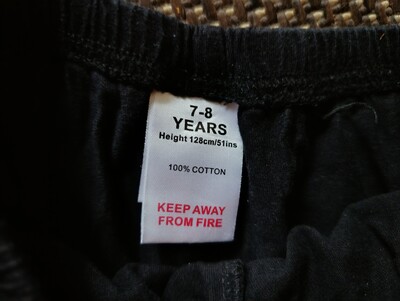 7-8
YEARS
Height 128cm/51ins
100% COTTON
KEEP AWAY
FROM FIRE